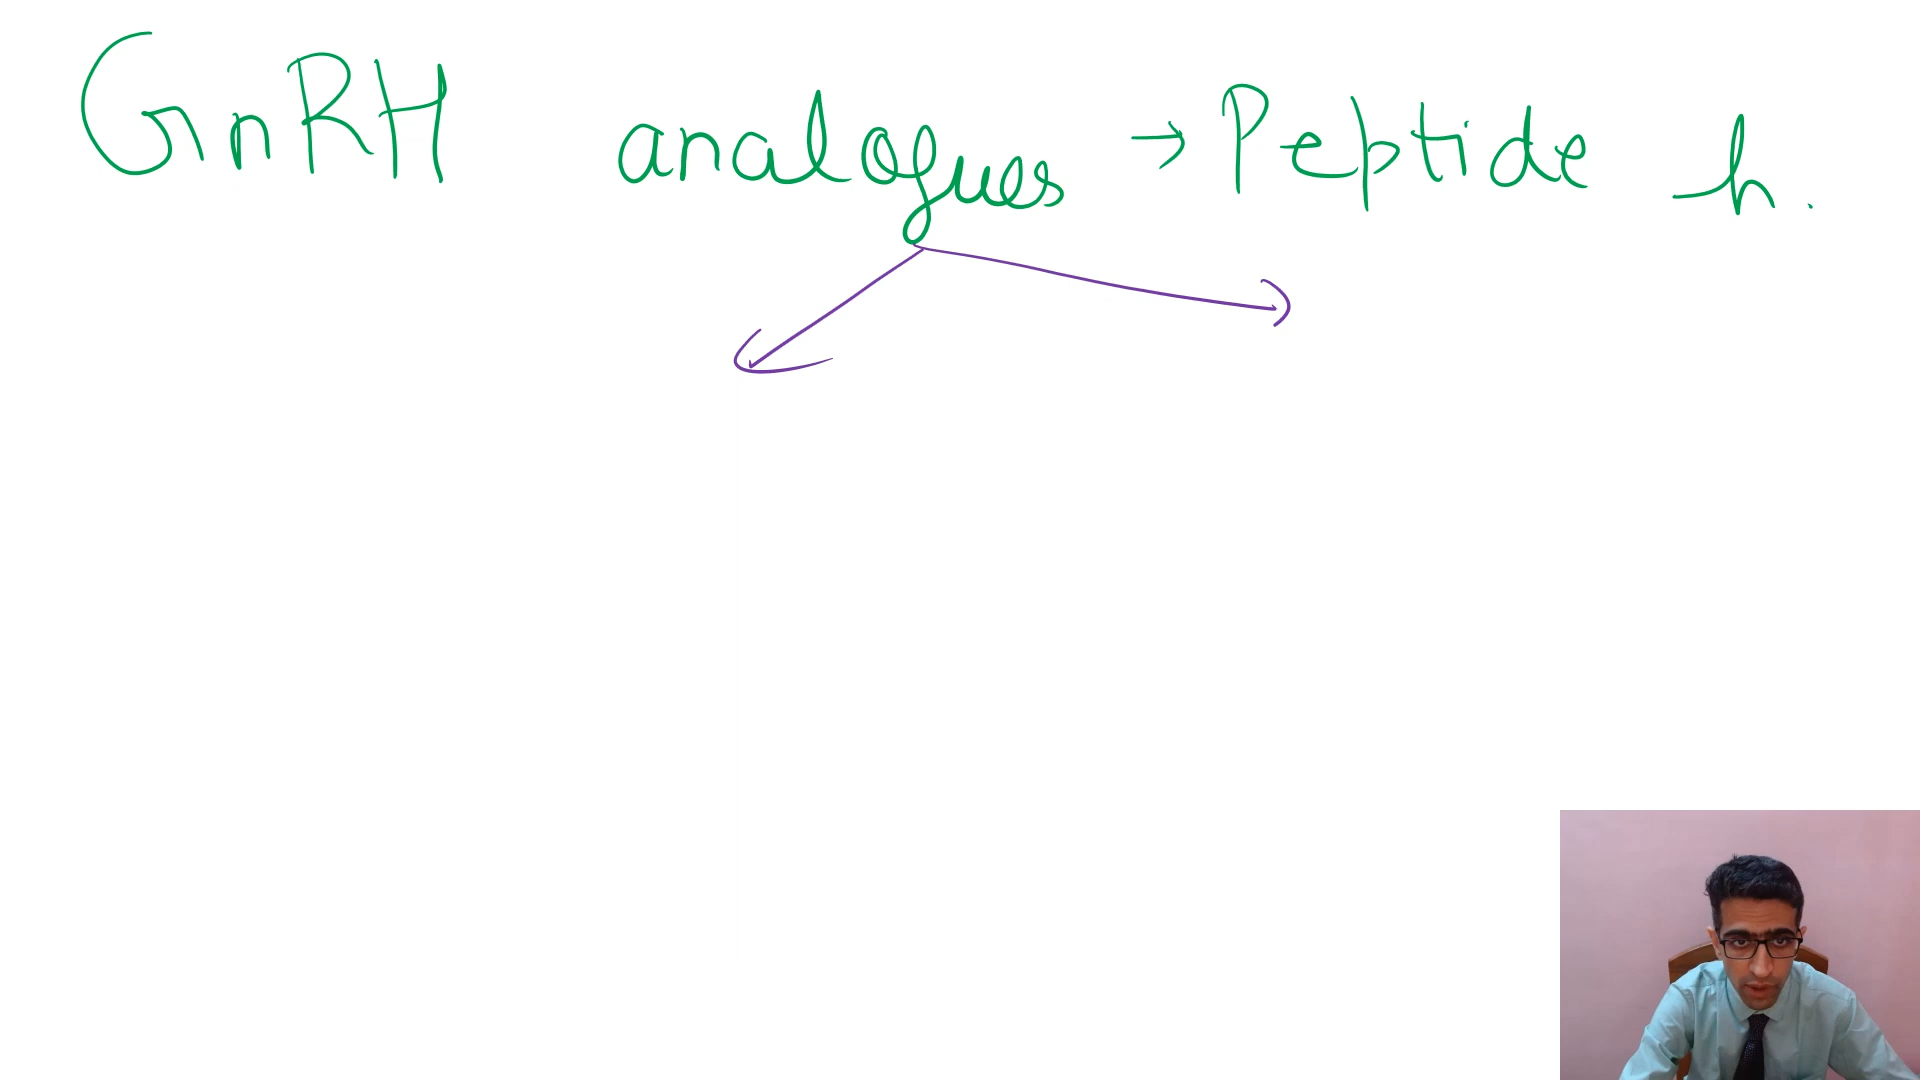 GnRH analogues → Peptide h.